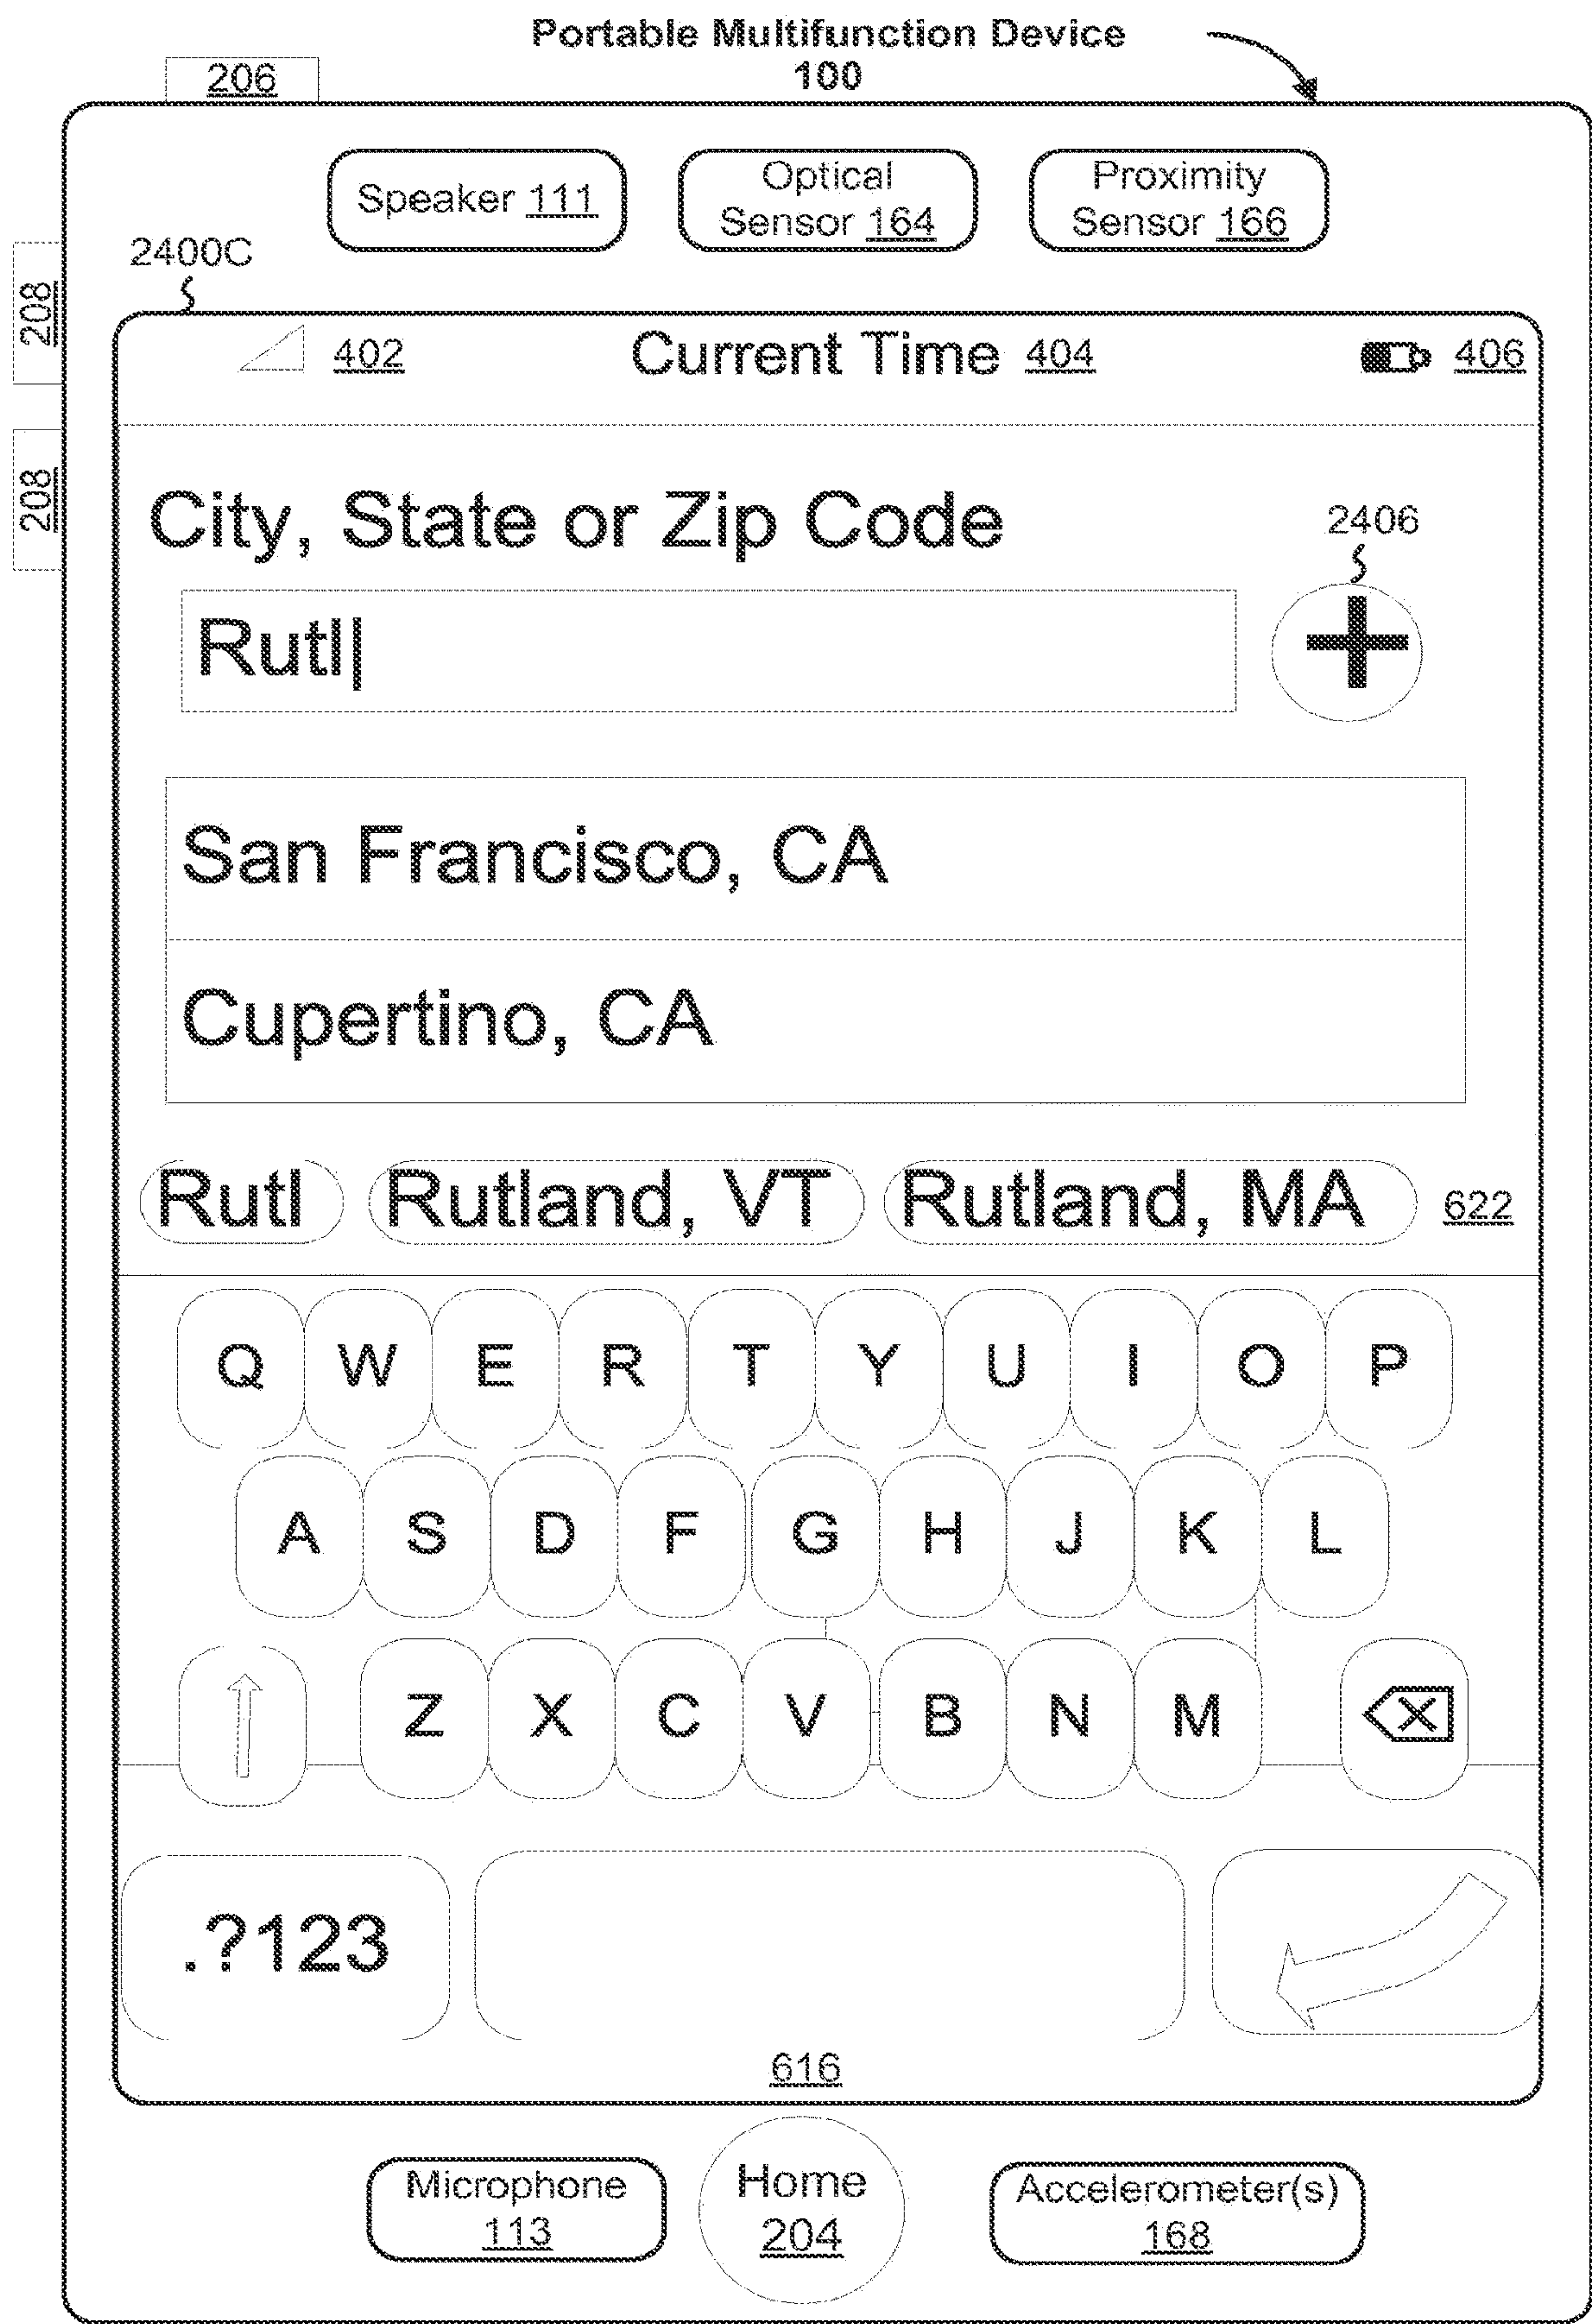 Portable Multifunction Device
100
206
Speaker 111
Optical
Sensor 164
Proximity
Sensor 166
2400C
208
208
402
Current Time 404
406
City, State or Zip Code
2406
Rutl
San Francisco, CA
Cupertino, CA
Rutl Rutland, VT Rutland, MA 622
Q W E R T Y U I O P
A S D F G H J K L
Z X C V B N M
.?123
616
Microphone
113
Home
204
Accelerometer(s)
168